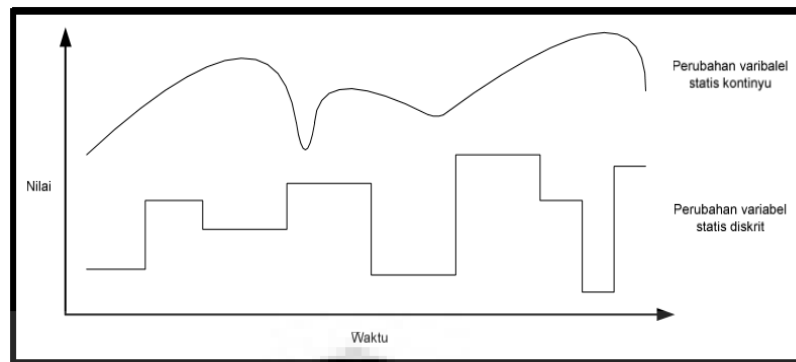 Perubahan varibalel
statis kontinyu
Nilai
Perubahan variabel
statis diskrit
Waktu